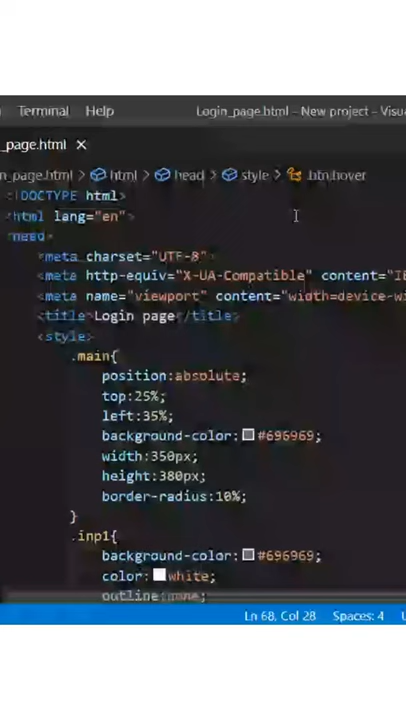 Terminal Help Login_page.html - New project - Visu
_page.html ×
n_page.html > html > head > style > .btn:hover
<!DOCTYPE html>
<html lang="en">
<head>
<meta charset="UTF-8">
<meta http-equiv="X-UA-Compatible" content="IE
<meta name="viewport" content="width=device-wi
<title>Login page</title>
<style>
.main{
position:absolute;
top:25%;
left:35%;
background-color: #696969;
width:350px;
height:380px;
border-radius:10%;
}
.inp1{
background-color: #696969;
color: white;
outline:none;
Ln 68, Col 28 Spaces: 4